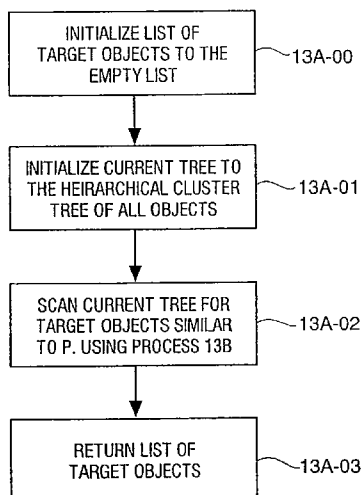 INITIALIZE LIST OF
TARGET OBJECTS TO THE
EMPTY LIST
13A-00
INITIALIZE CURRENT TREE TO
THE HEIRARCHICAL CLUSTER
TREE OF ALL OBJECTS
13A-01
SCAN CURRENT TREE FOR
TARGET OBJECTS SIMILAR
TO P. USING PROCESS 13B
13A-02
RETURN LIST OF
TARGET OBJECTS
13A-03